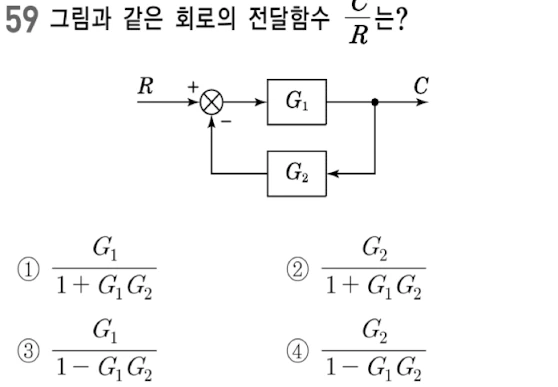 59 그림과 같은 회로의 전달함수 C/R는?
R + G₁ C
−
G₂
① G₁/(1 + G₁G₂) ② G₂/(1 + G₁G₂)
③ G₁/(1 − G₁G₂) ④ G₂/(1 − G₁G₂)